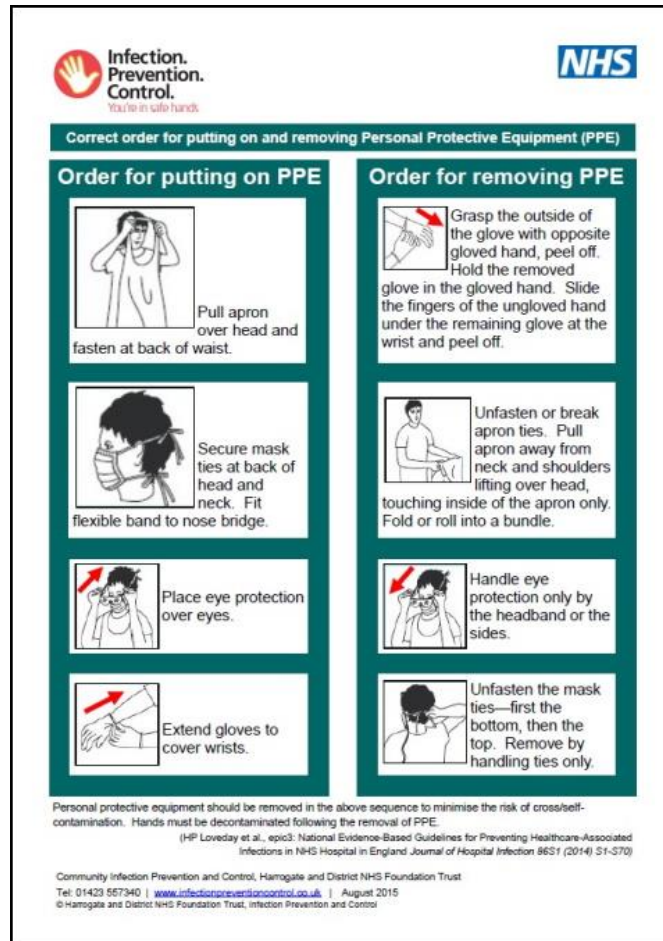 Infection.
Prevention.
Control.
You're in safe hands
NHS
Correct order for putting on and removing Personal Protective Equipment (PPE)
Order for putting on PPE
Pull apron
over head and
fasten at back of waist.
Secure mask
ties at back of
head and
neck. Fit
flexible band to nose bridge.
Place eye protection
over eyes.
Extend gloves to
cover wrists.
Order for removing PPE
Grasp the outside of
the glove with opposite
gloved hand, peel off.
Hold the removed
glove in the gloved hand. Slide
the fingers of the ungloved hand
under the remaining glove at the
wrist and peel off.
Unfasten or break
apron ties. Pull
apron away from
neck and shoulders
lifting over head,
touching inside of the apron only.
Fold or roll into a bundle.
Handle eye
protection only by
the headband or the
sides.
Unfasten the mask
ties—first the
bottom, then the
top. Remove by
handling ties only.
Personal protective equipment should be removed in the above sequence to minimise the risk of cross/self-
contamination. Hands must be decontaminated following the removal of PPE.
(HP Loveday et al., epic3: National Evidence-Based Guidelines for Preventing Healthcare-Associated
Infections in NHS Hospital in England Journal of Hospital Infection 86S1 (2014) S1-S70)
Community Infection Prevention and Control, Harrogate and District NHS Foundation Trust
Tel: 01423 557340 | www.infectionpreventioncontrol.co.uk | August 2015
© Harrogate and District NHS Foundation Trust, Infection Prevention and Control